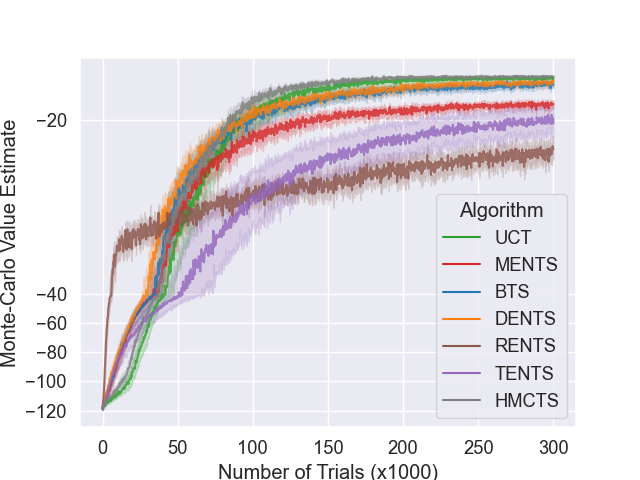 Monte-Carlo Value Estimate
−20
−40
−60
−80
−100
−120
0
50
100
150
200
250
300
Number of Trials (x1000)
Algorithm
UCT
MENTS
BTS
DENTS
RENTS
TENTS
HMCTS